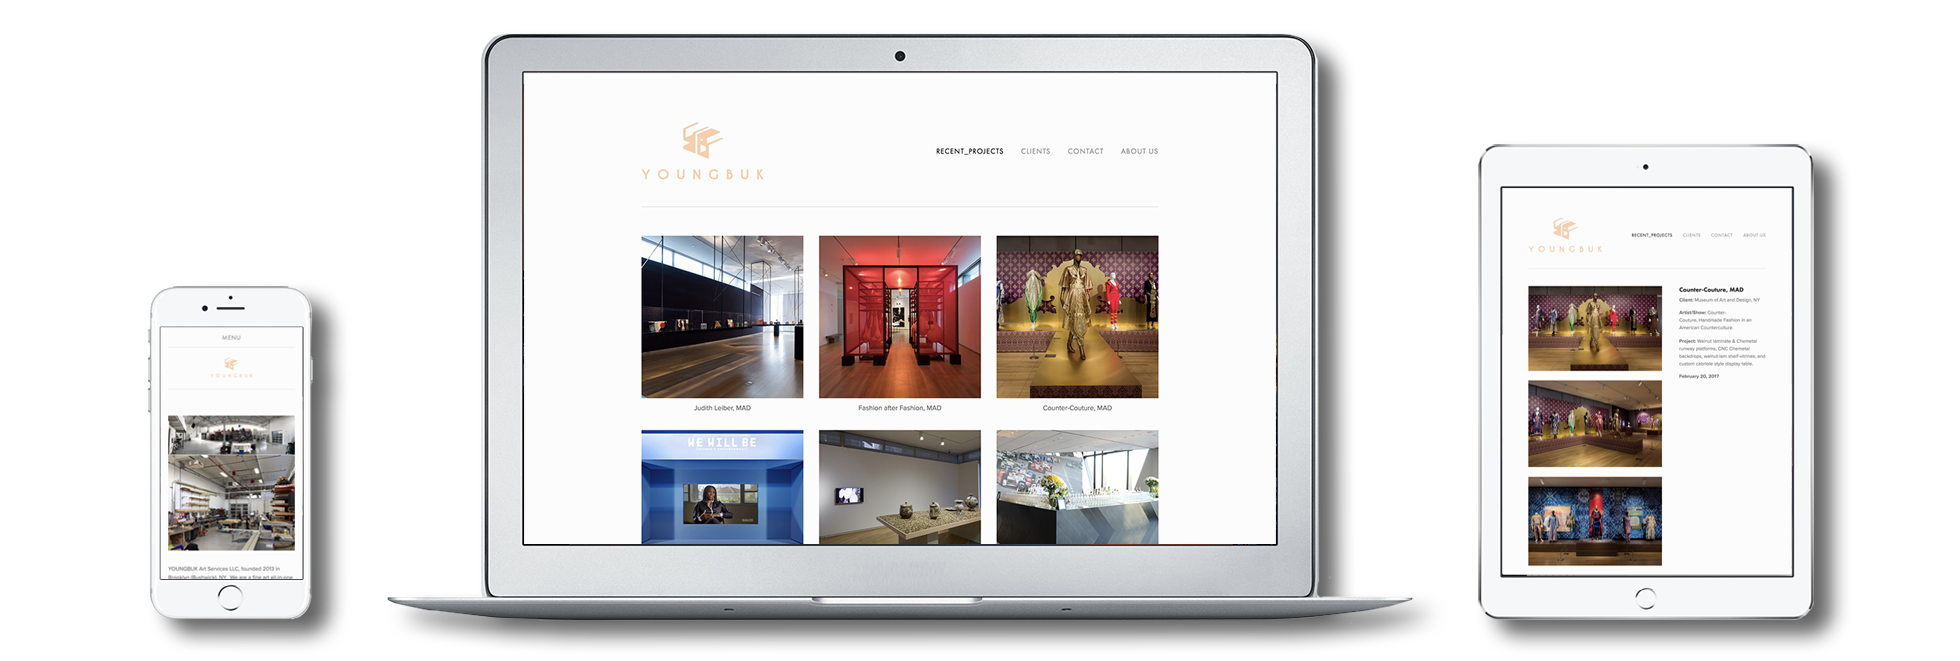 MENU
YOUNGBUK
YOUNGBUK Art Services LLC, founded 2013 in
Brooklyn (Bushwick), NY. We are a fine art all-in-one
YOUNGBUK
RECENT_PROJECTS CLIENTS CONTACT ABOUT US
Judith Leiber, MAD
Fashion after Fashion, MAD
Counter-Couture, MAD
WE WILL BE
YOUNGBUK
RECENT_PROJECTS CLIENTS CONTACT ABOUT US
Counter-Couture, MAD
Client: Museum of Art and Design, NY
Artist/Show: Counter-
Couture, Handmade Fashion in an
American Counterculture.
Project: Walnut laminate & Chemetal
runway platforms, CNC Chemetal
backdrops, walnut-lam shelf-vitrines, and
custom cabriole style display table.
February 20, 2017